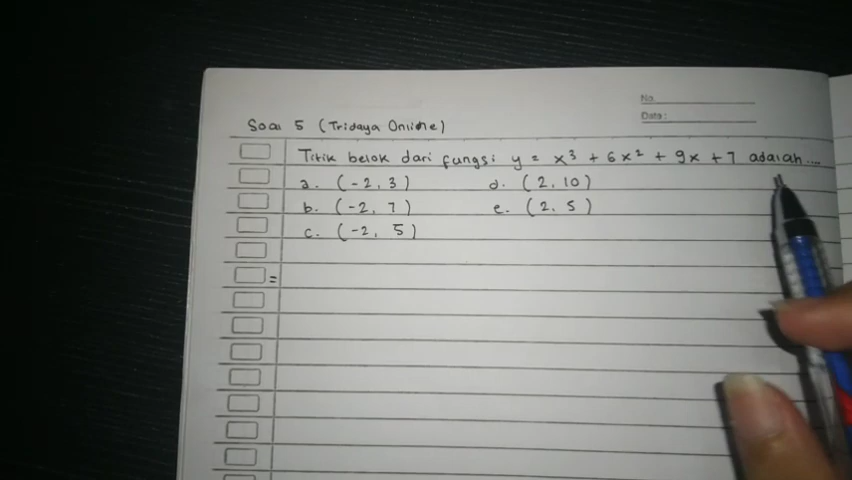 No.
Date:
Soal 5 (Tridaya Online)
Titik belok dari fungsi y = x³ + 6x² + 9x + 7 adalah ....
a. (-2, 3) d. (2, 10)
b. (-2, 7) e. (2, 5)
c. (-2, 5)
=